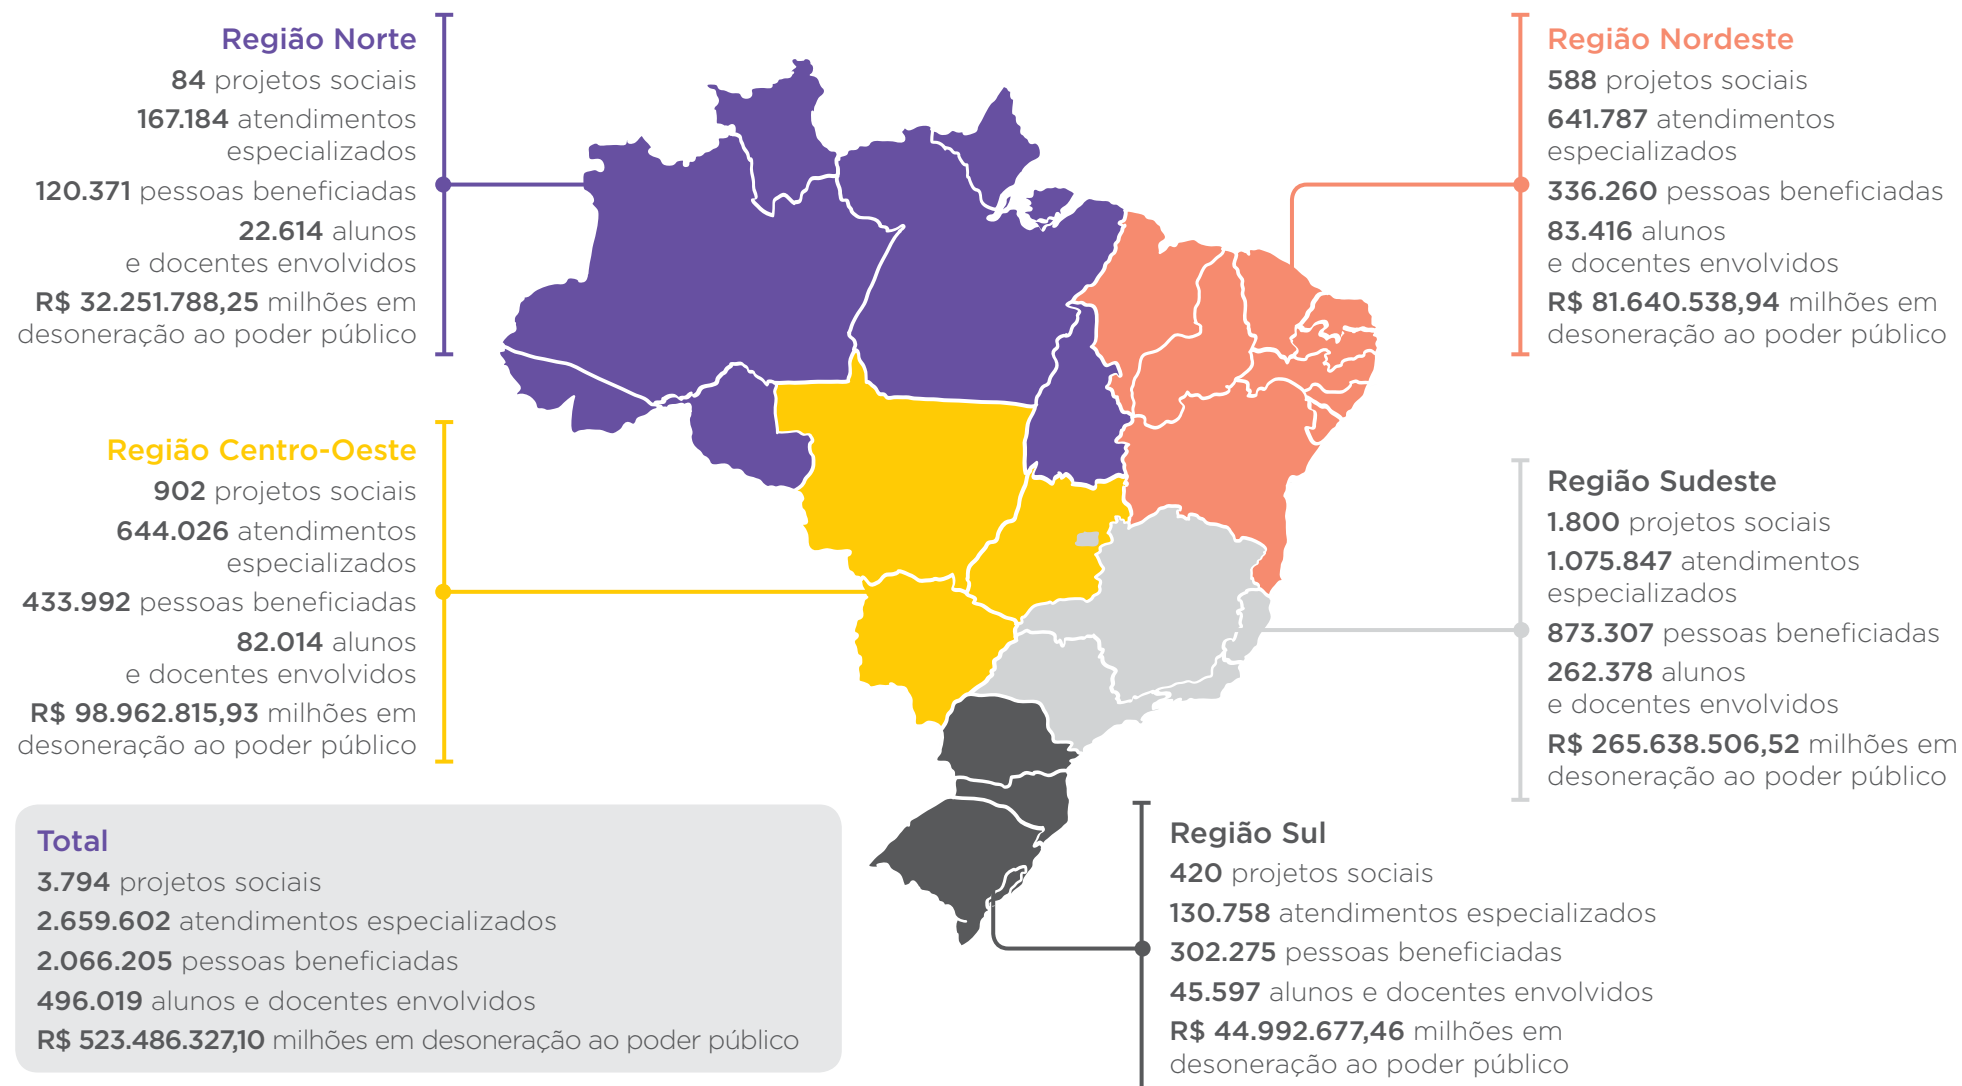 Região Norte
84 projetos sociais
167.184 atendimentos
especializados
120.371 pessoas beneficiadas
22.614 alunos
e docentes envolvidos
R$ 32.251.788,25 milhões em
desoneração ao poder público
Região Nordeste
588 projetos sociais
641.787 atendimentos
especializados
336.260 pessoas beneficiadas
83.416 alunos
e docentes envolvidos
R$ 81.640.538,94 milhões em
desoneração ao poder público
Região Centro-Oeste
902 projetos sociais
644.026 atendimentos
especializados
433.992 pessoas beneficiadas
82.014 alunos
e docentes envolvidos
R$ 98.962.815,93 milhões em
desoneração ao poder público
Região Sudeste
1.800 projetos sociais
1.075.847 atendimentos
especializados
873.307 pessoas beneficiadas
262.378 alunos
e docentes envolvidos
R$ 265.638.506,52 milhões em
desoneração ao poder público
Total
3.794 projetos sociais
2.659.602 atendimentos especializados
2.066.205 pessoas beneficiadas
496.019 alunos e docentes envolvidos
R$ 523.486.327,10 milhões em desoneração ao poder público
Região Sul
420 projetos sociais
130.758 atendimentos especializados
302.275 pessoas beneficiadas
45.597 alunos e docentes envolvidos
R$ 44.992.677,46 milhões em
desoneração ao poder público